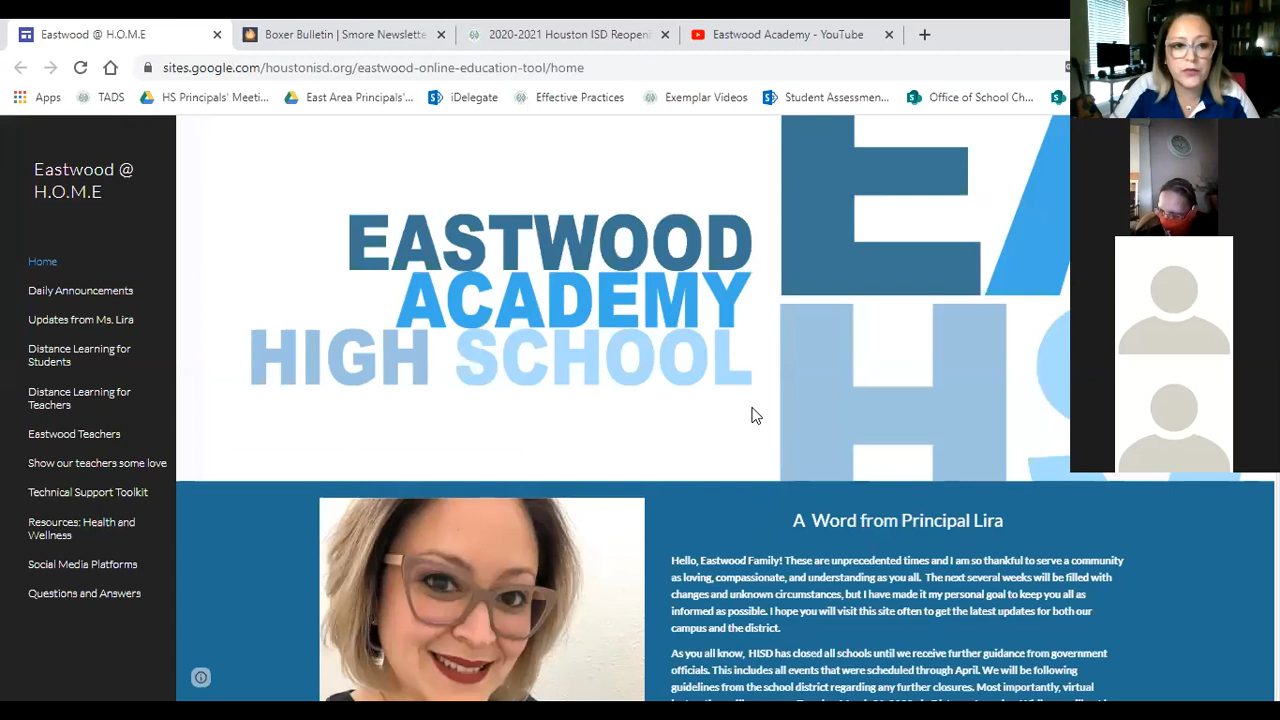 Eastwood @ H.O.M.E
Boxer Bulletin | Smore Newslette
2020-2021 Houston ISD Reopeni
Eastwood Academy - YouTube
sites.google.com/houstonisd.org/eastwood-online-education-tool/home
Apps
TADS
HS Principals' Meeti...
East Area Principals'...
iDelegate
Effective Practices
Exemplar Videos
Student Assessmen...
Office of School Ch...
Eastwood @
H.O.M.E
Home
Daily Announcements
Updates from Ms. Lira
Distance Learning for
Students
Distance Learning for
Teachers
Eastwood Teachers
Show our teachers some love
Technical Support Toolkit
Resources: Health and
Wellness
Social Media Platforms
Questions and Answers
EASTWOOD
ACADEMY
HIGH SCHOOL
EA
HS
A Word from Principal Lira
Hello, Eastwood Family! These are unprecedented times and I am so thankful to serve a community
as loving, compassionate, and understanding as you all. The next several weeks will be filled with
changes and unknown circumstances, but I have made it my personal goal to keep you all as
informed as possible. I hope you will visit this site often to get the latest updates for both our
campus and the district.
As you all know, HISD has closed all schools until we receive further guidance from government
officials. This includes all events that were scheduled through April. We will be following
guidelines from the school district regarding any further closures. Most importantly, virtual